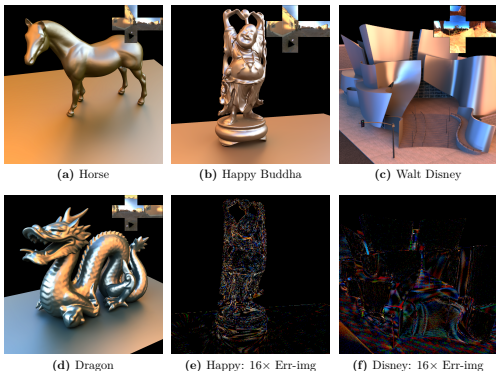 (a) Horse
(b) Happy Buddha
(c) Walt Disney
(d) Dragon
(e) Happy: 16× Err-img
(f) Disney: 16× Err-img